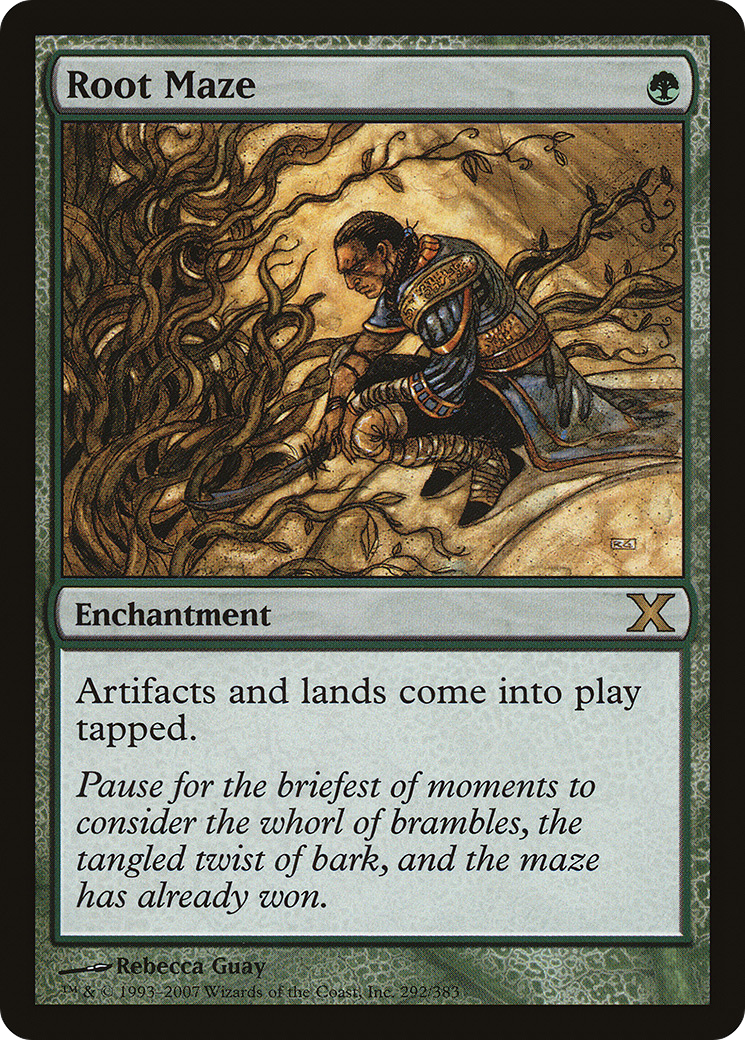 Root Maze
RG
Enchantment
X
Artifacts and lands come into play
tapped.
Pause for the briefest of moments to
consider the whorl of brambles, the
tangled twist of bark, and the maze
has already won.
Rebecca Guay
™ & © 1993–2007 Wizards of the Coast, Inc. 292/383